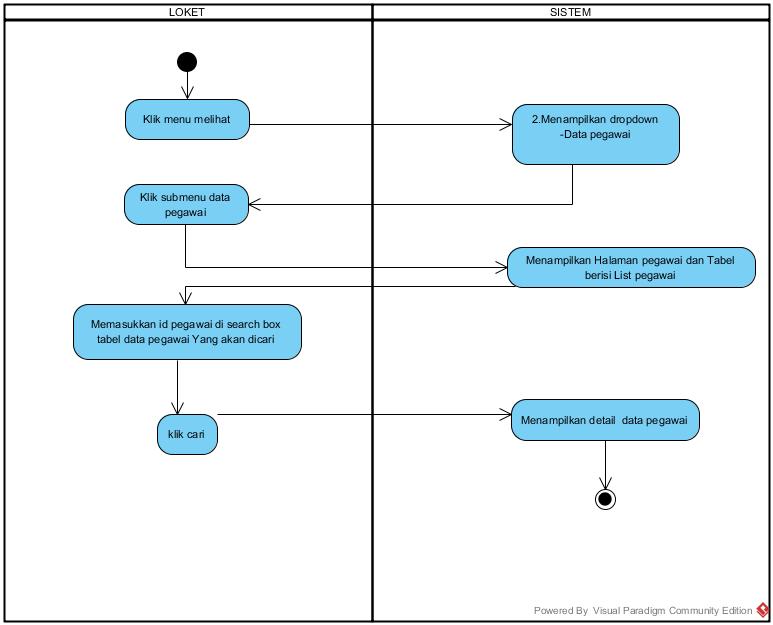 LOKET
SISTEM
Klik menu melihat
2.Menampilkan dropdown
-Data pegawai
Klik submenu data
pegawai
Menampilkan Halaman pegawai dan Tabel
berisi List pegawai
Memasukkan id pegawai di search box
tabel data pegawai Yang akan dicari
klik cari
Menampilkan detail data pegawai
Powered By Visual Paradigm Community Edition